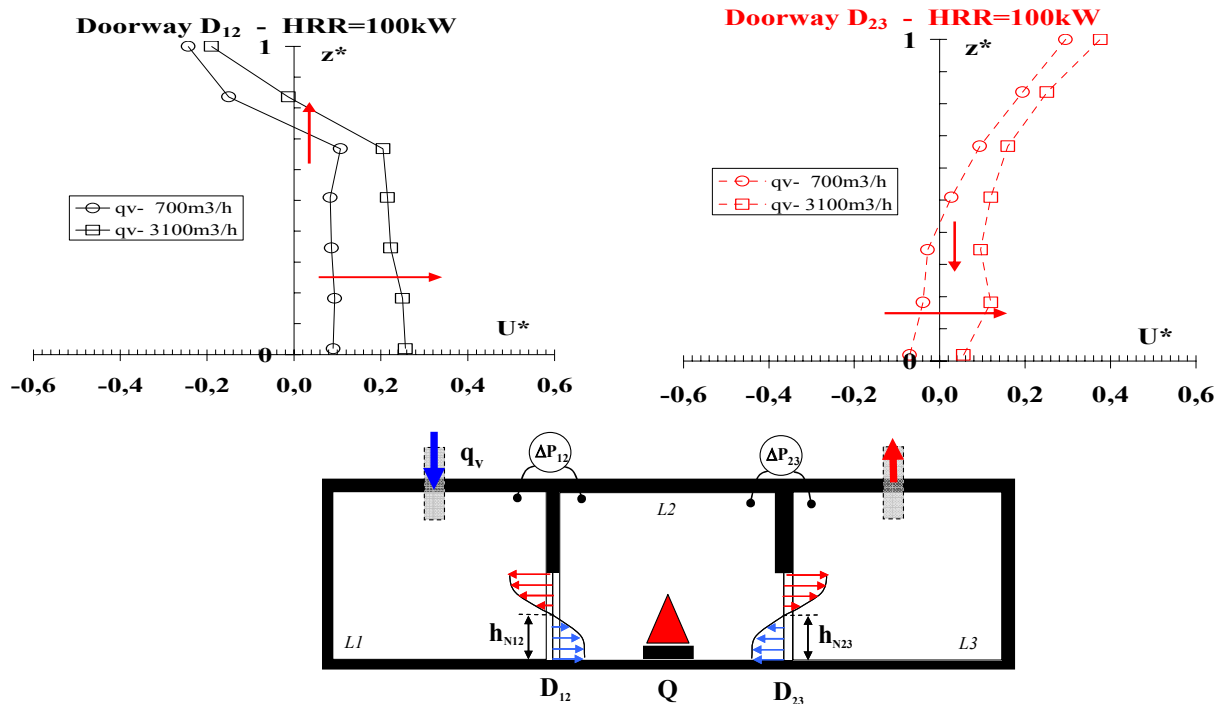 Doorway D12 - HRR=100kW
1
z*
qv- 700m3/h
qv- 3100m3/h
U*
0
-0,6 -0,4 -0,2 0,0 0,2 0,4 0,6
Doorway D23 - HRR=100kW
1
z*
qv- 700m3/h
qv- 3100m3/h
U*
0
-0,6 -0,4 -0,2 0,0 0,2 0,4 0,6
qv
ΔP12
ΔP23
L2
hN12
hN23
L1
L3
D12
Q
D23